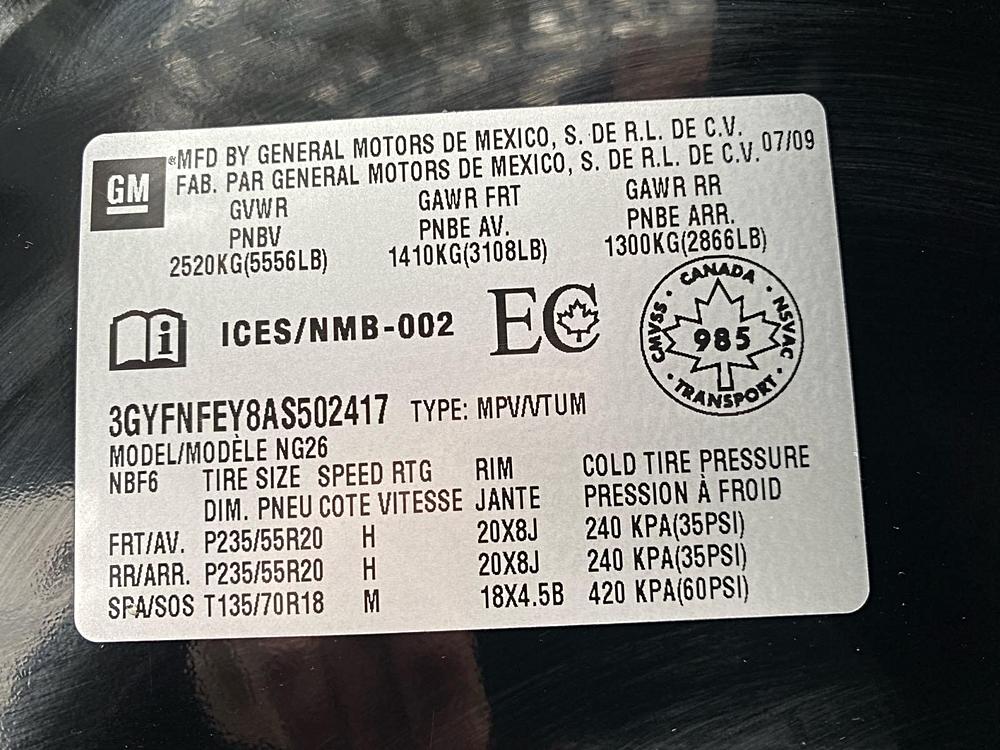 GM
®MFD BY GENERAL MOTORS DE MEXICO, S. DE R.L. DE C.V.
FAB. PAR GENERAL MOTORS DE MEXICO, S. DE R.L. DE C.V. 07/09
GVWR GAWR FRT GAWR RR
PNBV PNBE AV. PNBE ARR.
2520KG(5556LB) 1410KG(3108LB) 1300KG(2866LB)
i ICES/NMB-002 EC
CANADA · NSVAC · TRANSPORT · CMVSS ·
985
3GYFNFEY8AS502417 TYPE: MPV/VTUM
MODEL/MODÈLE NG26
NBF6 TIRE SIZE SPEED RTG RIM COLD TIRE PRESSURE
DIM. PNEU COTE VITESSE JANTE PRESSION À FROID
FRT/AV. P235/55R20 H 20X8J 240 KPA(35PSI)
RR/ARR. P235/55R20 H 20X8J 240 KPA(35PSI)
SPA/SOS T135/70R18 M 18X4.5B 420 KPA(60PSI)